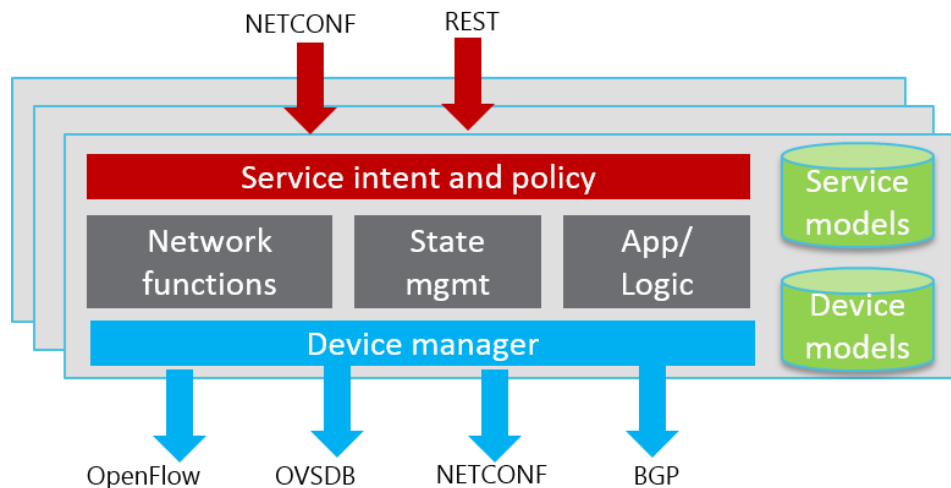 NETCONF REST
Service intent and policy
Service
models
Network
functions
State
mgmt
App/
Logic
Device
models
Device manager
OpenFlow OVSDB NETCONF BGP